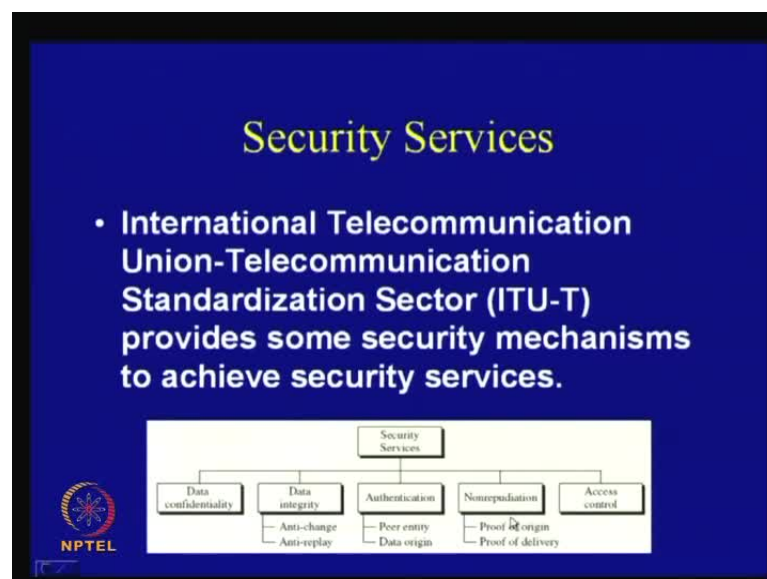 Security Services
• International Telecommunication
Union-Telecommunication
Standardization Sector (ITU-T)
provides some security mechanisms
to achieve security services.
Security
Services
Data
confidentiality
Data
integrity
Authentication
Nonrepudiation
Access
control
Anti-change
Anti-replay
Peer entity
Data origin
Proof of origin
Proof of delivery
NPTEL